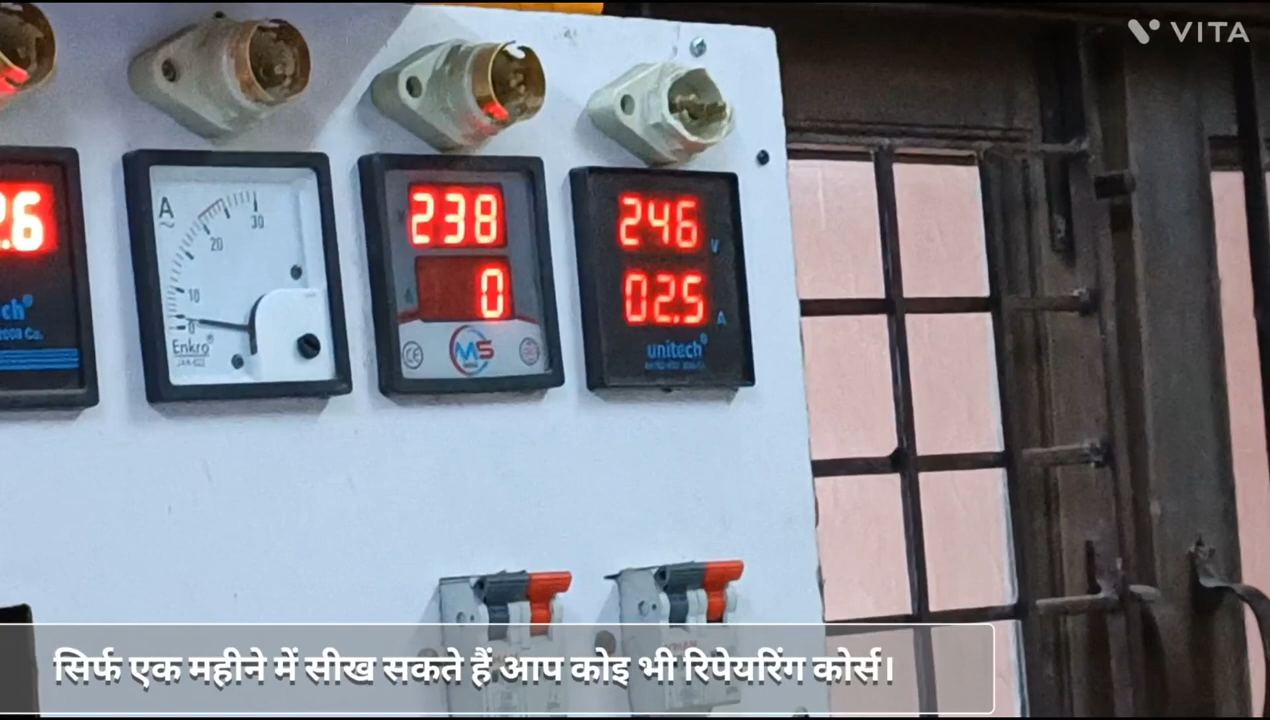 VITA
.6
A
30
20
10
0
Enkro
238
0
MS
CE
246 V
02.5 A
unitech
ch
सिर्फ एक महीने में सीख सकते हैं आप कोइ भी रिपेयरिंग कोर्स।